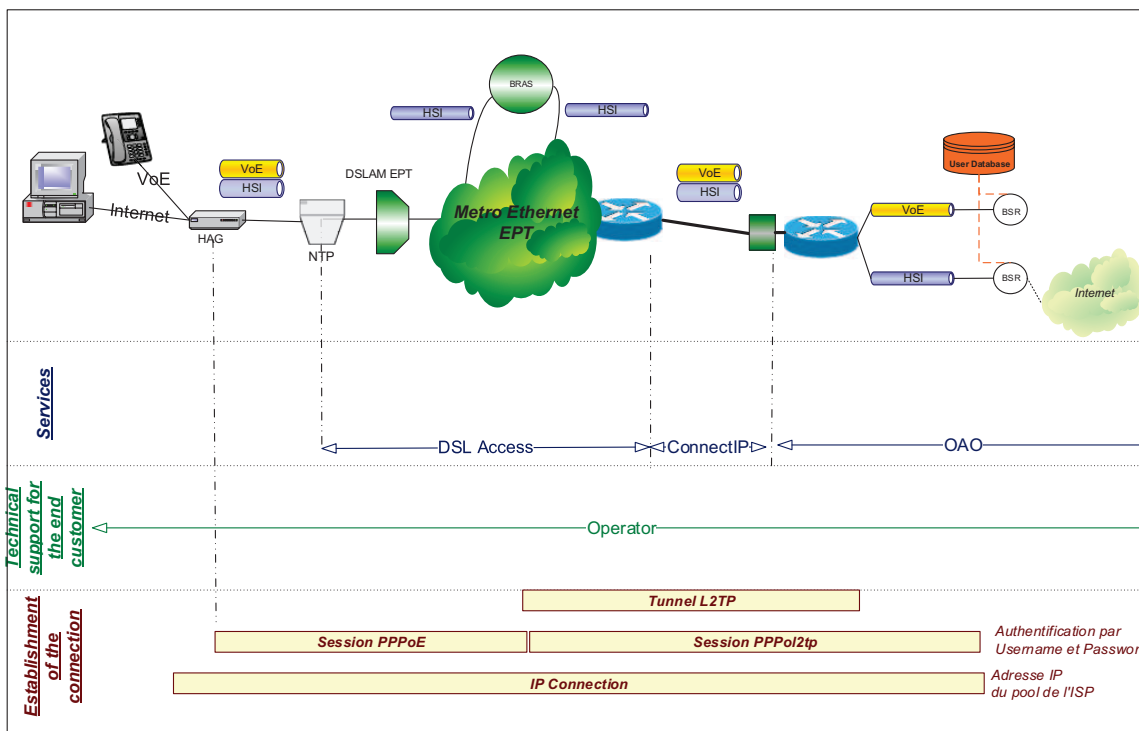 BRAS
HSI
HSI
VoE
Internet
HAG
VoE
HSI
NTP
DSLAM EPT
Metro Ethernet
EPT
VoE
HSI
User Database
VoE
BSR
HSI
BSR
Internet
Services
DSL Access
ConnectIP
OAO
Technical
support for
the end
customer
Operator
Establishment
of the
connection
Tunnel L2TP
Session PPPoE
Session PPPol2tp
Authentification par
Username et Passwor
IP Connection
Adresse IP
du pool de l'ISP